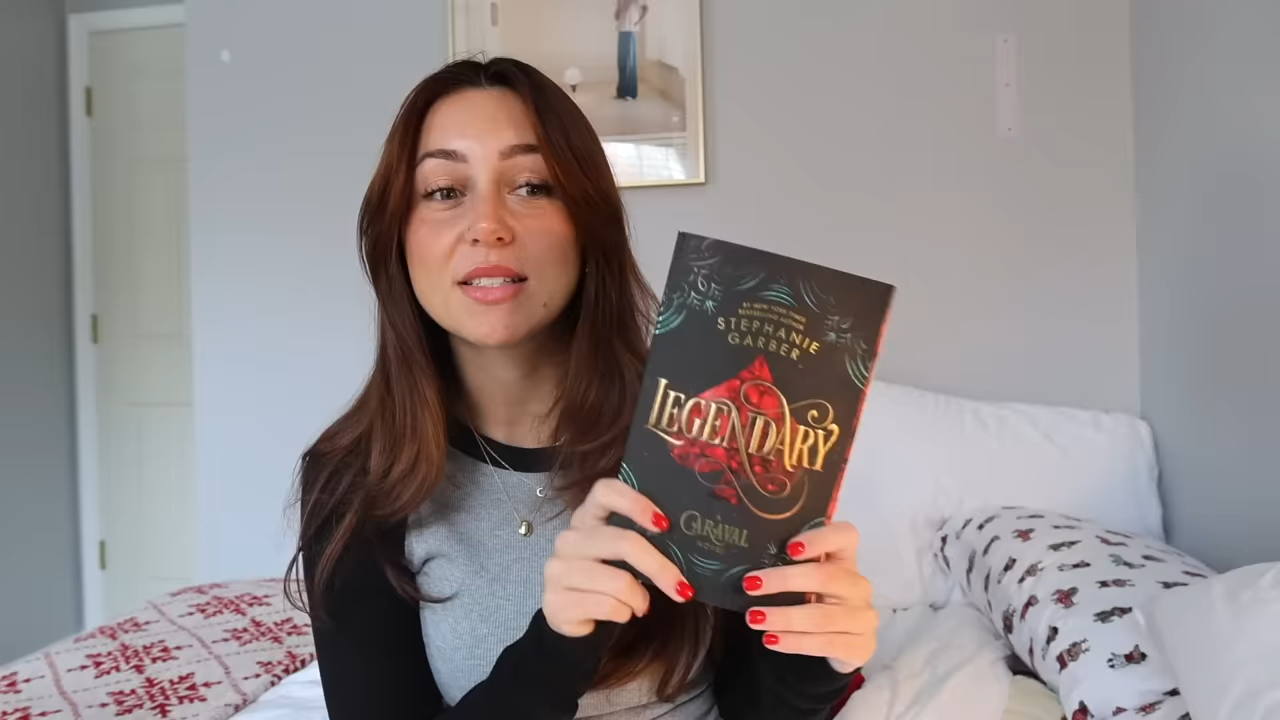 #1 NEW YORK TIMES
BESTSELLING AUTHOR
STEPHANIE
GARBER
LEGENDARY
A
CARAVAL
NOVEL